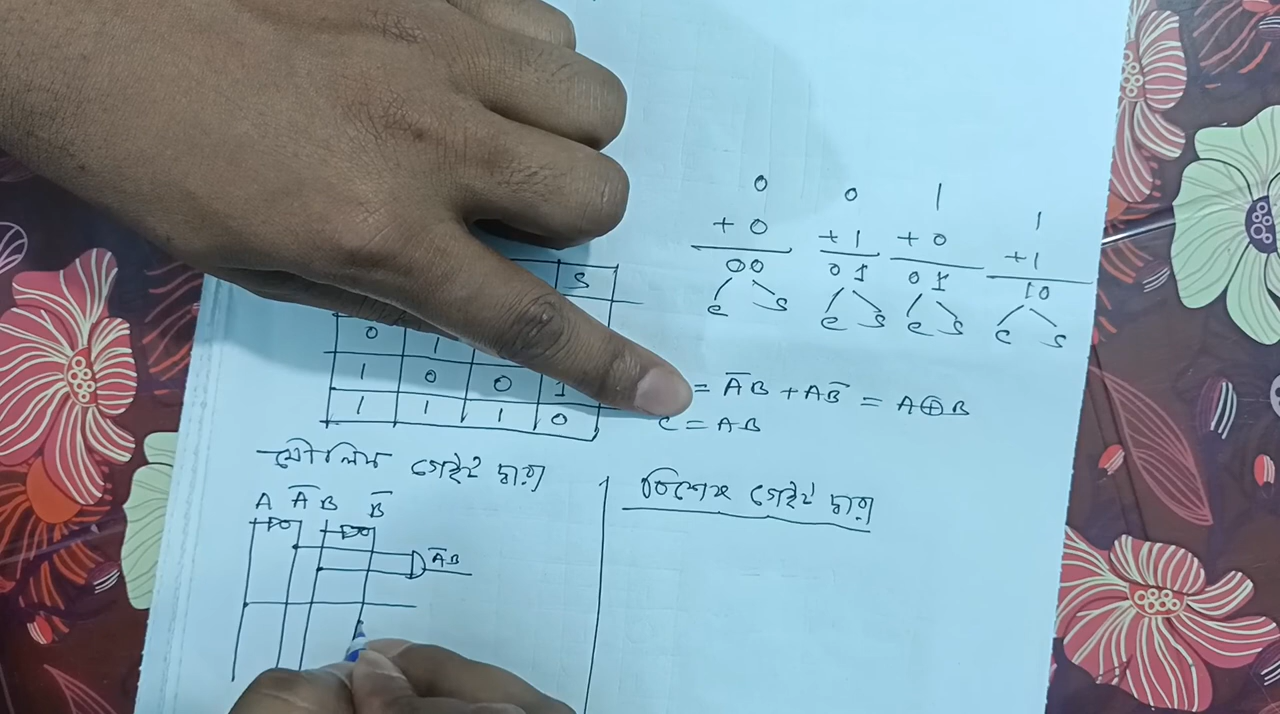 0 0 1 1
+ 0 + 1 + 0 + 1
00 01 01 10
C S C S C S C S
S
0 1
1 0 0 1
1 1 1 0
= A̅B + AB̅ = A⊕B
C = AB
মৌলিক গেইট দ্বারা
বিশেষ গেইট দ্বারা
A A̅ B B̅
A̅B